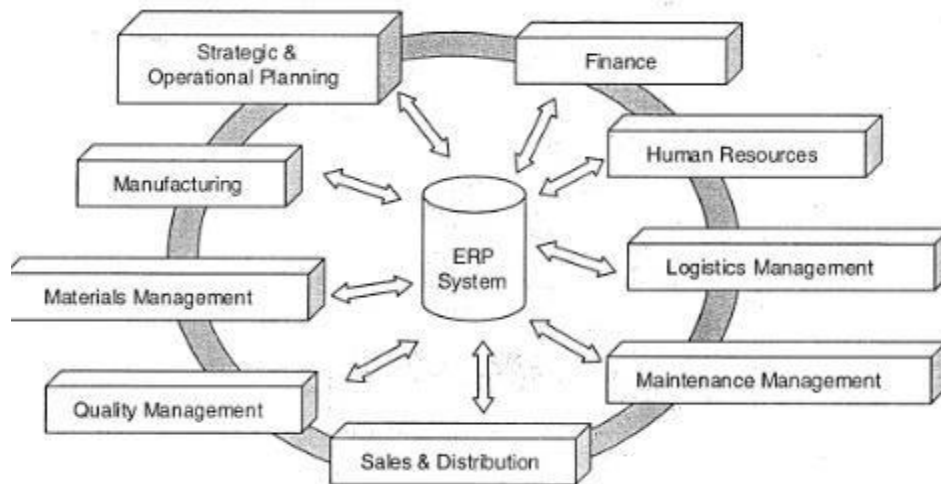 Strategic &
Operational Planning
Finance
Manufacturing
Human Resources
ERP
System
Materials Management
Logistics Management
Quality Management
Maintenance Management
Sales & Distribution